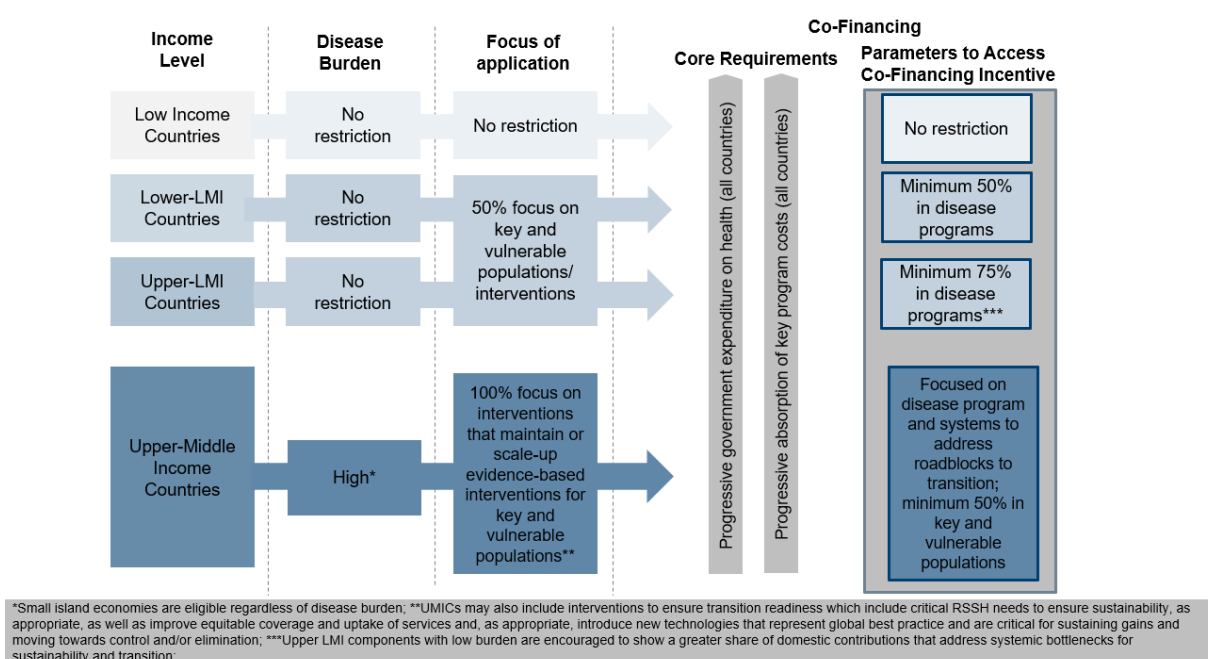 Income
Level
Disease
Burden
Focus of
application
Co-Financing
Core Requirements
Parameters to Access
Co-Financing Incentive
Low Income
Countries
No
restriction
No restriction
No restriction
Lower-LMI
Countries
No
restriction
50% focus on
key and
vulnerable
populations/
interventions
Minimum 50%
in disease
programs
Upper-LMI
Countries
No
restriction
Minimum 75%
in disease
programs***
Upper-Middle
Income
Countries
High*
100% focus on
interventions
that maintain or
scale-up
evidence-based
interventions for
key and
vulnerable
populations**
Progressive government expenditure on health (all countries)
Progressive absorption of key program costs (all countries)
Focused on
disease program
and systems to
address
roadblocks to
transition;
minimum 50% in
key and
vulnerable
populations
*Small island economies are eligible regardless of disease burden; **UMICs may also include interventions to ensure transition readiness which include critical RSSH needs to ensure sustainability, as
appropriate, as well as improve equitable coverage and uptake of services and, as appropriate, introduce new technologies that represent global best practice and are critical for sustaining gains and
moving towards control and/or elimination; ***Upper LMI components with low burden are encouraged to show a greater share of domestic contributions that address systemic bottlenecks for
sustainability and transition;